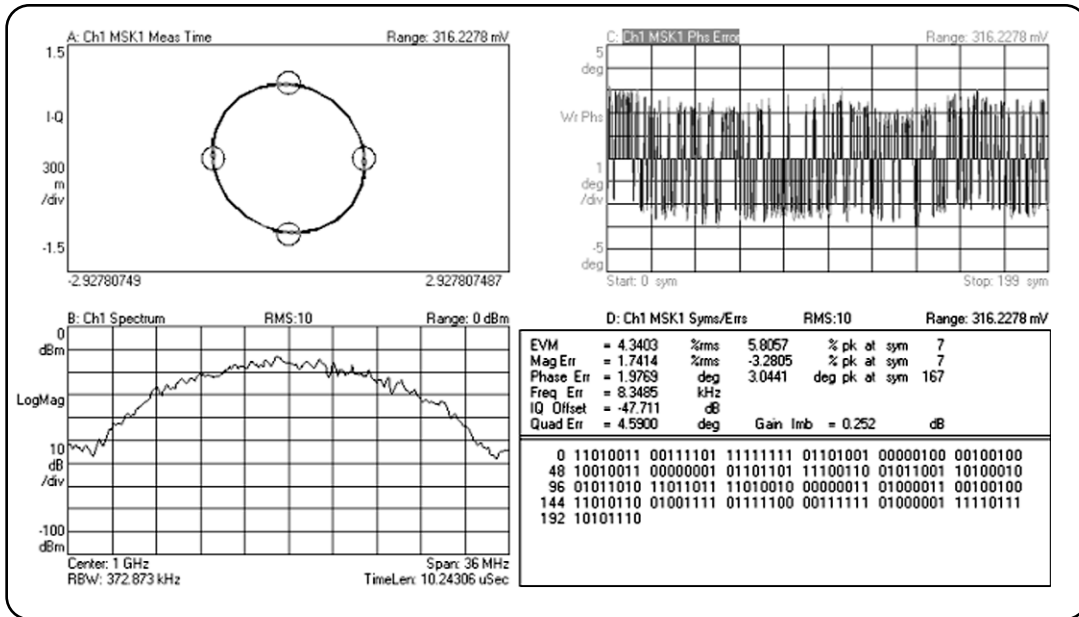 A: Ch1 MSK1 Meas Time Range: 316.2278 mV
1.5
I-Q
300
m
/div
-1.5
-2.92780749 2.927807487
C: Ch1 MSK1 Phs Error Range: 316.2278 mV
5
deg
Wr Phs
1
deg
/div
-5
deg
Start: 0 sym Stop: 199 sym
B: Ch1 Spectrum RMS:10 Range: 0 dBm
0
dBm
LogMag
10
dB
/div
-100
dBm
Center: 1 GHz Span: 36 MHz
RBW: 372.873 kHz TimeLen: 10.24306 uSec
D: Ch1 MSK1 Syms/Errs RMS:10 Range: 316.2278 mV
EVM = 4.3403 %rms 5.8057 % pk at sym 7
Mag Err = 1.7414 %rms -3.2805 % pk at sym 7
Phase Err = 1.9769 deg 3.0441 deg pk at sym 167
Freq Err = 8.3485 kHz
IQ Offset = -47.711 dB
Quad Err = 4.5900 deg Gain Imb = 0.252 dB
0 11010011 00111101 11111111 01101001 00000100 00100100
48 10010011 00000001 01101101 11100110 01011001 10100010
96 01011010 11011011 11010010 00000011 01000011 00100100
144 11010110 01001111 01111100 00111111 01000001 11110111
192 10101110